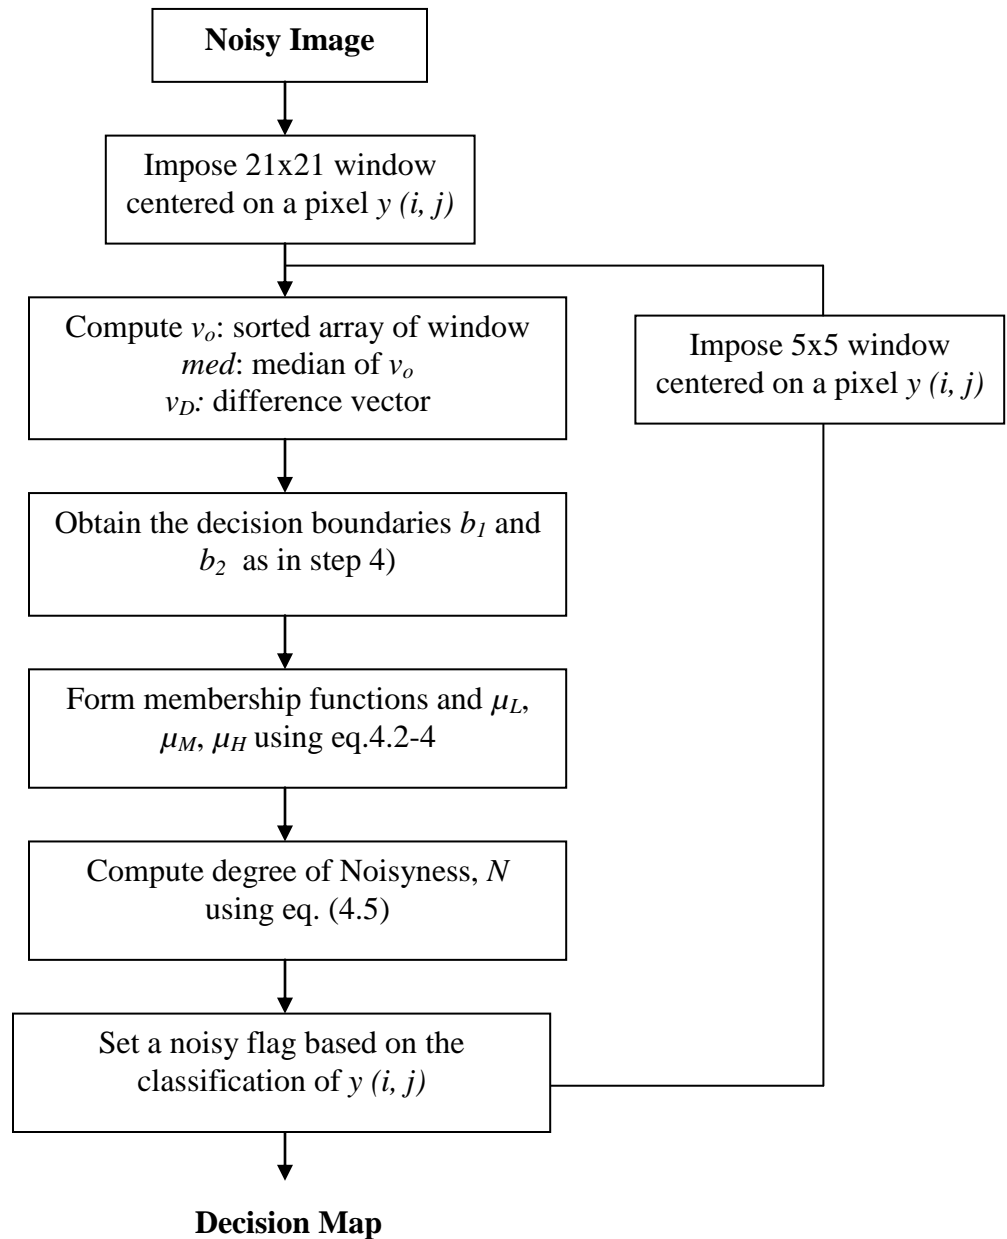 Noisy Image
Impose 21x21 window
centered on a pixel y (i, j)
Compute vo: sorted array of window
med: median of vo
vD: difference vector
Impose 5x5 window
centered on a pixel y (i, j)
Obtain the decision boundaries b1 and
b2 as in step 4)
Form membership functions and μL,
μM, μH using eq.4.2-4
Compute degree of Noisyness, N
using eq. (4.5)
Set a noisy flag based on the
classification of y (i, j)
Decision Map